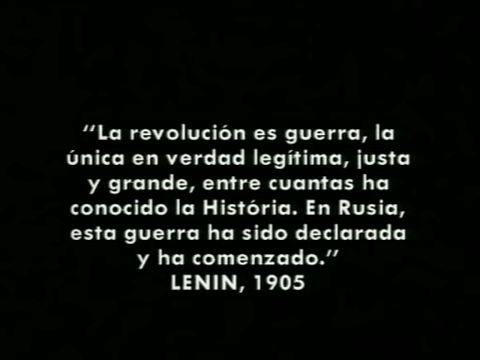 “La revolución es guerra, la
única en verdad legítima, justa
y grande, entre cuantas ha
conocido la História. En Rusia,
esta guerra ha sido declarada
y ha comenzado.”
LENIN, 1905